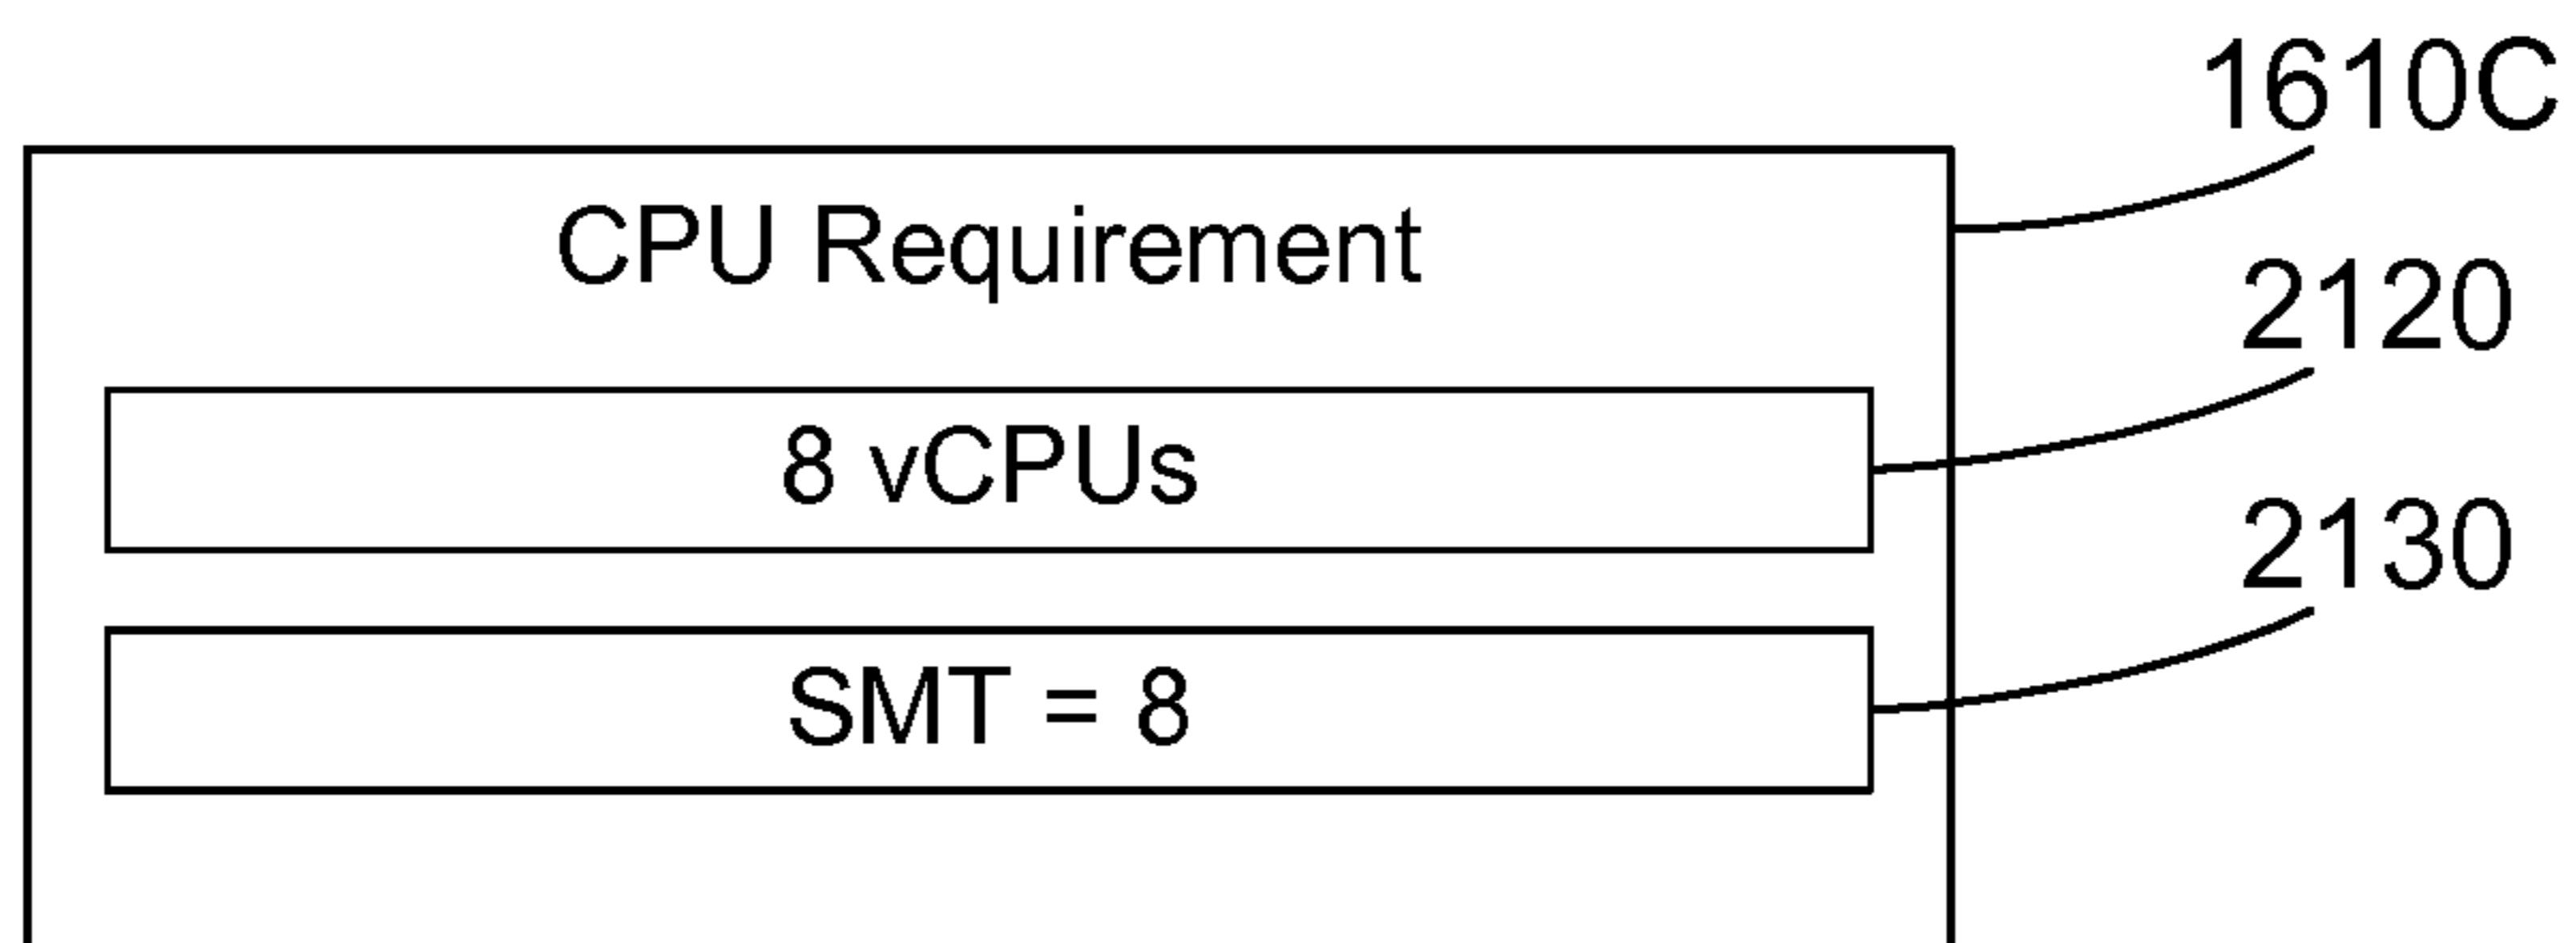 1610C
CPU Requirement
2120
8 vCPUs
2130
SMT = 8